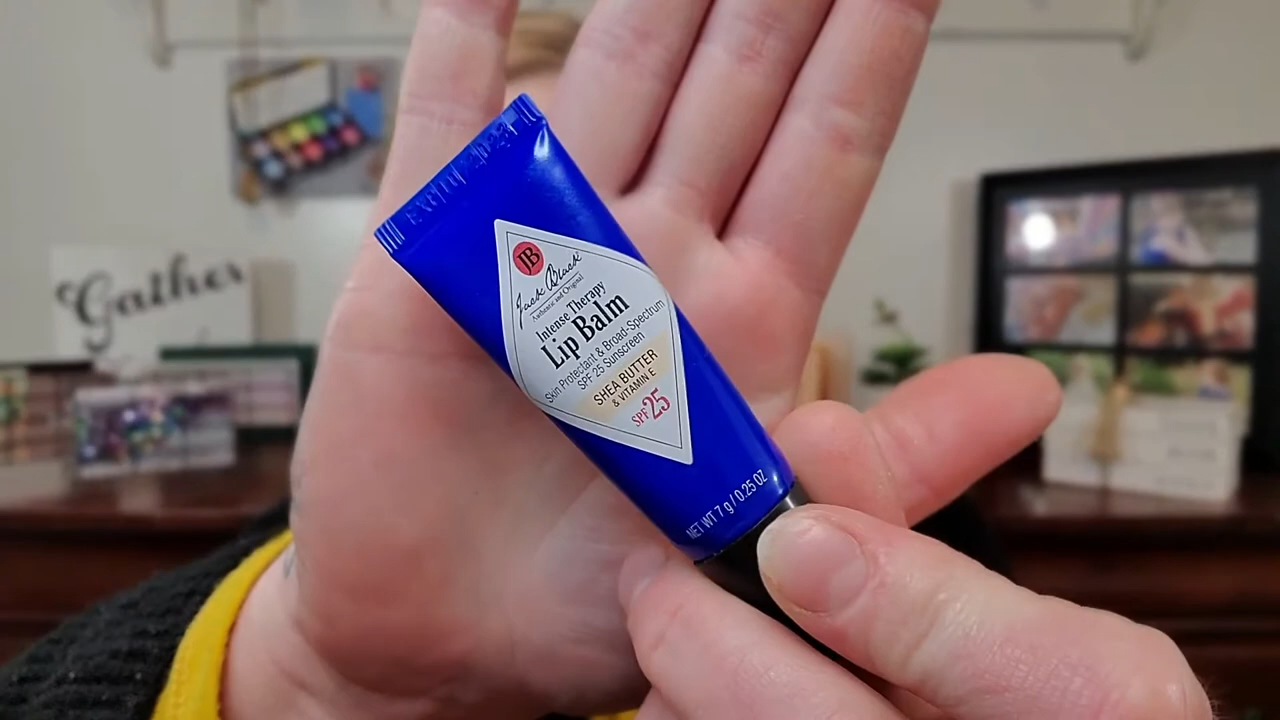 Gather
JB
Jack Black
Authentic and Original
Intense Therapy
Lip Balm
Skin Protectant & Broad-Spectrum
SPF 25 Sunscreen
SHEA BUTTER
& VITAMIN E
SPF 25
NET WT 7 g / 0.25 OZ